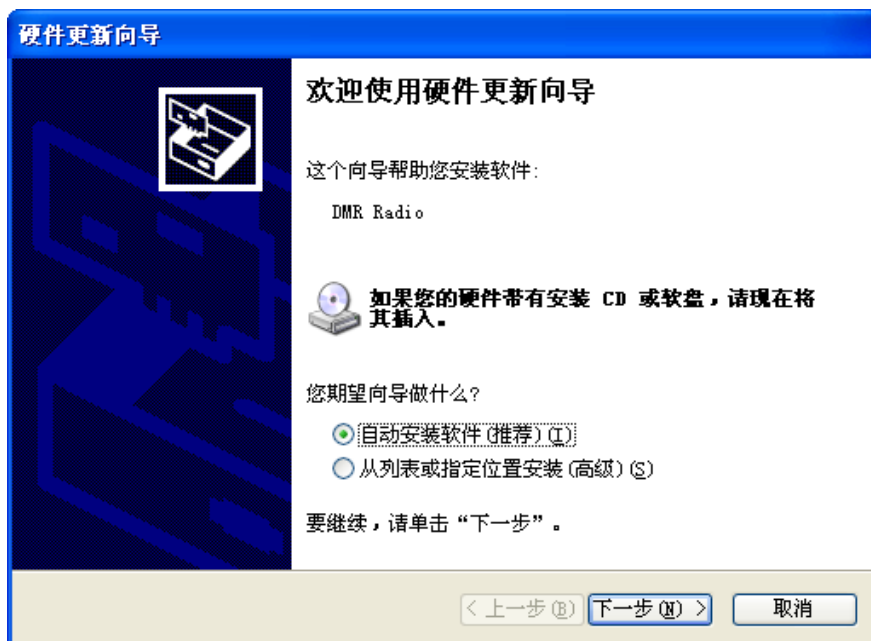 硬件更新向导
欢迎使用硬件更新向导
这个向导帮助您安装软件:
DMR Radio
如果您的硬件带有安装 CD 或软盘，请现在将
其插入。
您期望向导做什么?
自动安装软件(推荐)(I)
从列表或指定位置安装(高级)(S)
要继续，请单击“下一步”。
< 上一步(B)
下一步(N) >
取消